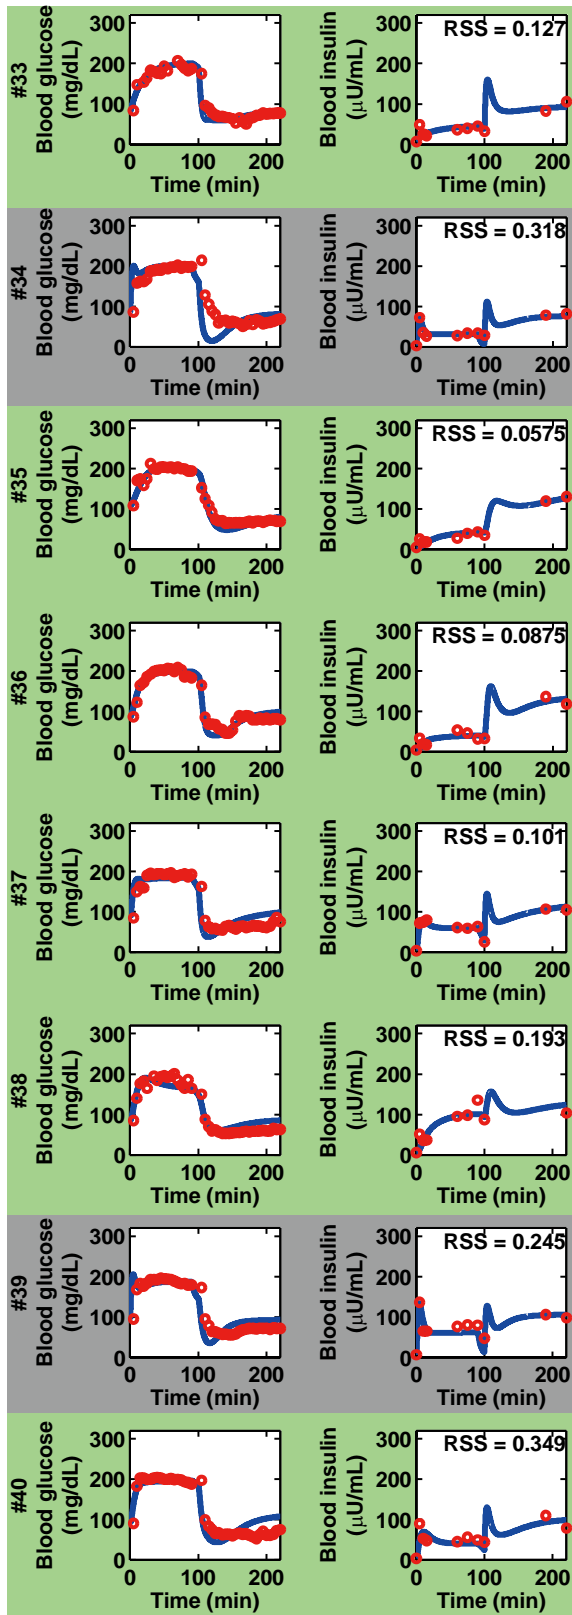 #33
Blood glucose
(mg/dL)
300
200
100
0
0 100 200
Time (min)
Blood insulin
(μU/mL)
RSS = 0.127
300
200
100
0
0 100 200
Time (min)
#34
Blood glucose
(mg/dL)
300
200
100
0
0 100 200
Time (min)
Blood insulin
(μU/mL)
RSS = 0.318
300
200
100
0
0 100 200
Time (min)
#35
Blood glucose
(mg/dL)
300
200
100
0
0 100 200
Time (min)
Blood insulin
(μU/mL)
RSS = 0.0575
300
200
100
0
0 100 200
Time (min)
#36
Blood glucose
(mg/dL)
300
200
100
0
0 100 200
Time (min)
Blood insulin
(μU/mL)
RSS = 0.0875
300
200
100
0
0 100 200
Time (min)
#37
Blood glucose
(mg/dL)
300
200
100
0
0 100 200
Time (min)
Blood insulin
(μU/mL)
RSS = 0.101
300
200
100
0
0 100 200
Time (min)
#38
Blood glucose
(mg/dL)
300
200
100
0
0 100 200
Time (min)
Blood insulin
(μU/mL)
RSS = 0.193
300
200
100
0
0 100 200
Time (min)
#39
Blood glucose
(mg/dL)
300
200
100
0
0 100 200
Time (min)
Blood insulin
(μU/mL)
RSS = 0.245
300
200
100
0
0 100 200
Time (min)
#40
Blood glucose
(mg/dL)
300
200
100
0
0 100 200
Time (min)
Blood insulin
(μU/mL)
RSS = 0.349
300
200
100
0
0 100 200
Time (min)